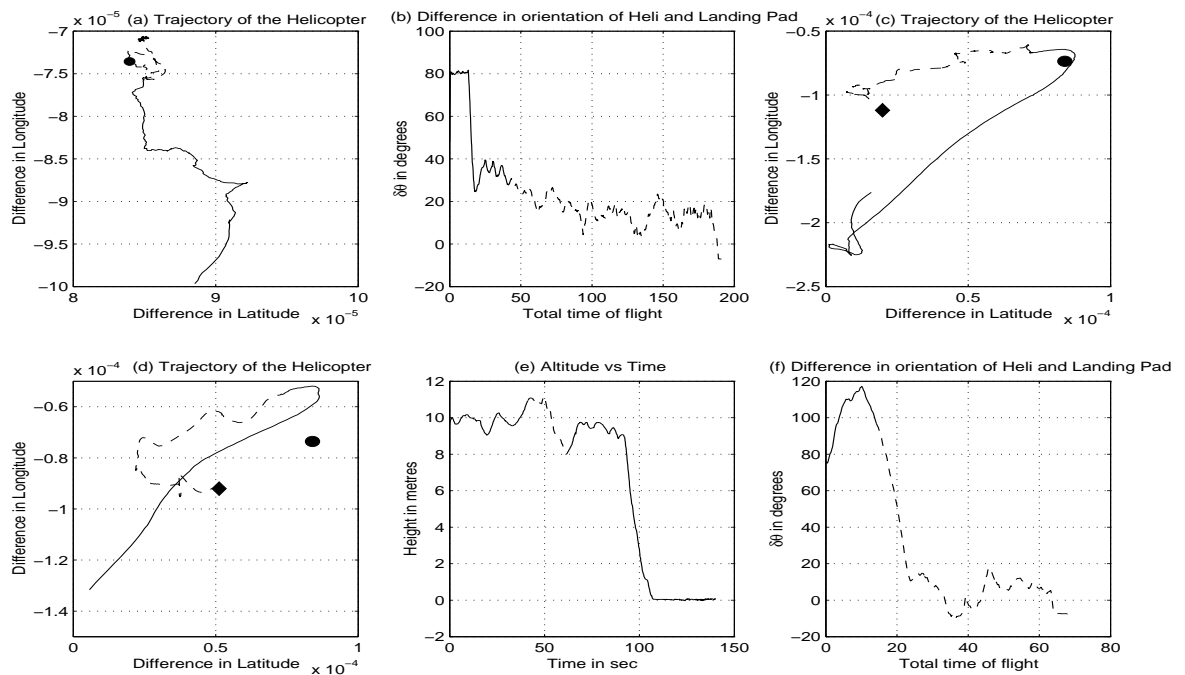 x 10⁻⁵ (a) Trajectory of the Helicopter
−7
−7.5
−8
−8.5
−9
−9.5
−10
Difference in Longitude
8 9 10
Difference in Latitude x 10⁻⁵
(b) Difference in orientation of Heli and Landing Pad
100
80
60
40
20
0
−20
δθ in degrees
0 50 100 150 200
Total time of flight
x 10⁻⁴ (c) Trajectory of the Helicopter
−0.5
−1
−1.5
−2
−2.5
Difference in Longitude
0 0.5 1
Difference in Latitude x 10⁻⁴
x 10⁻⁴ (d) Trajectory of the Helicopter
−0.6
−0.8
−1
−1.2
−1.4
Difference in Longitude
0 0.5 1
Difference in Latitude x 10⁻⁴
(e) Altitude vs Time
12
10
8
6
4
2
0
−2
Height in metres
0 50 100 150
Time in sec
(f) Difference in orientation of Heli and Landing Pad
120
100
80
60
40
20
0
−20
δθ in degrees
0 20 40 60 80
Total time of flight